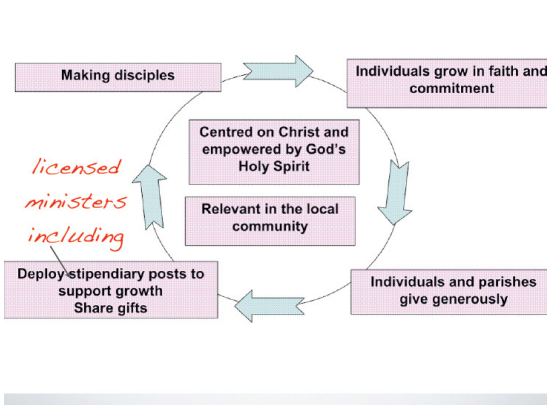 Making disciples
Individuals grow in faith and
commitment
Centred on Christ and
empowered by God's
Holy Spirit
Relevant in the local
community
licensed
ministers
including
Deploy stipendiary posts to
support growth
Share gifts
Individuals and parishes
give generously